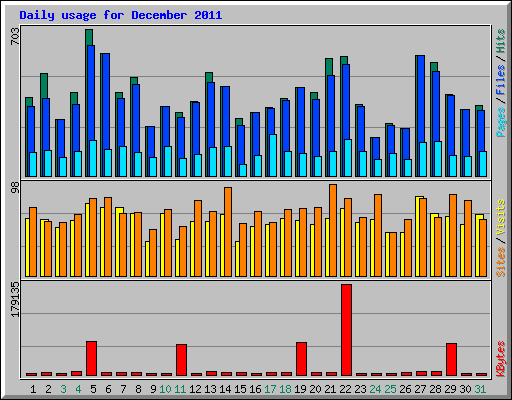 Daily usage for December 2011
703
Pages / Files / Hits
98
Sites / Visits
179135
KBytes
1 2 3 4 5 6 7 8 9 10 11 12 13 14 15 16 17 18 19 20 21 22 23 24 25 26 27 28 29 30 31